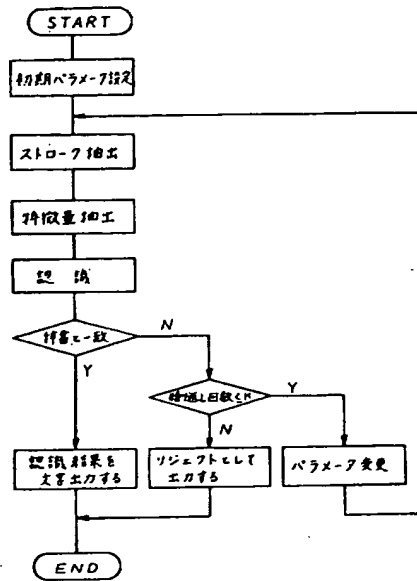 START
初期パラメータ設定
ストローク抽出
特徴量抽出
認識
辞書と一致
N
Y
繰返し回数<M
Y
N
認識結果を
文字出力する
リジェクトとして
出力する
パラメータ変更
END